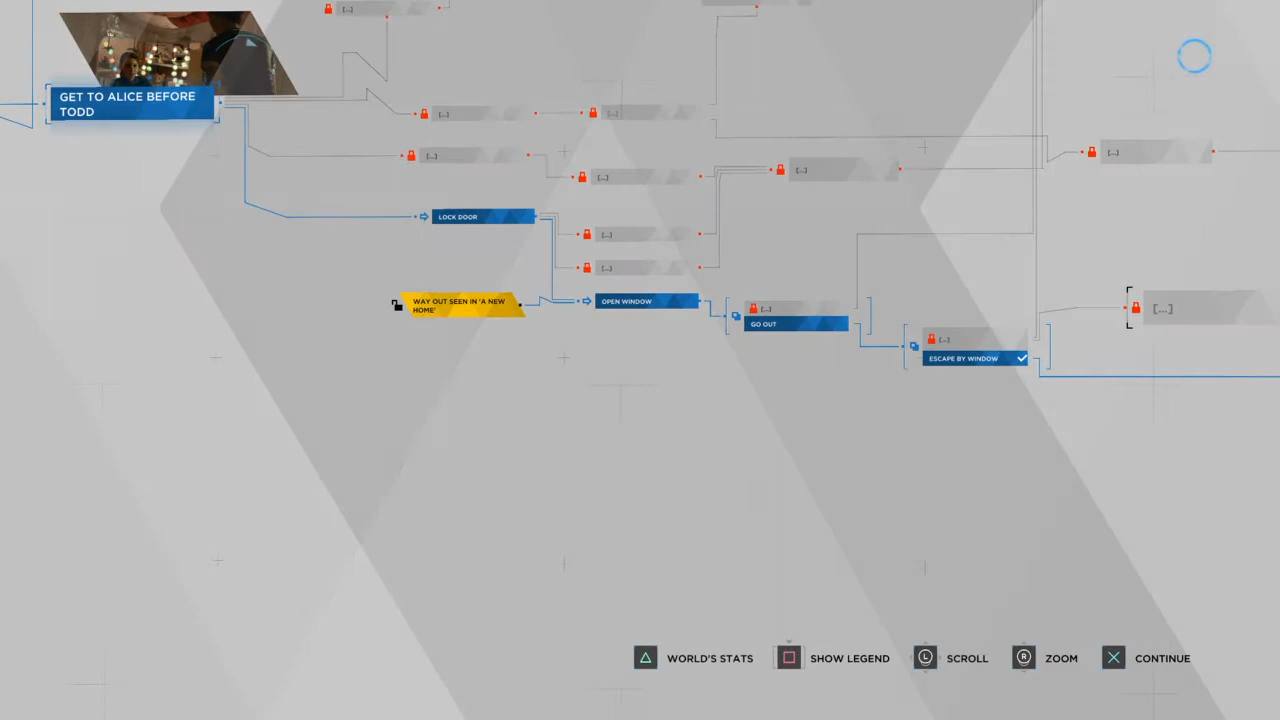 [...]
GET TO ALICE BEFORE
TODD
[...]
[...]
[...]
[...]
[...]
[...]
[...]
LOCK DOOR
[...]
[...]
WAY OUT SEEN IN 'A NEW
HOME'
OPEN WINDOW
[...]
GO OUT
[...]
[...]
ESCAPE BY WINDOW
WORLD'S STATS
SHOW LEGEND
L
SCROLL
R
ZOOM
CONTINUE